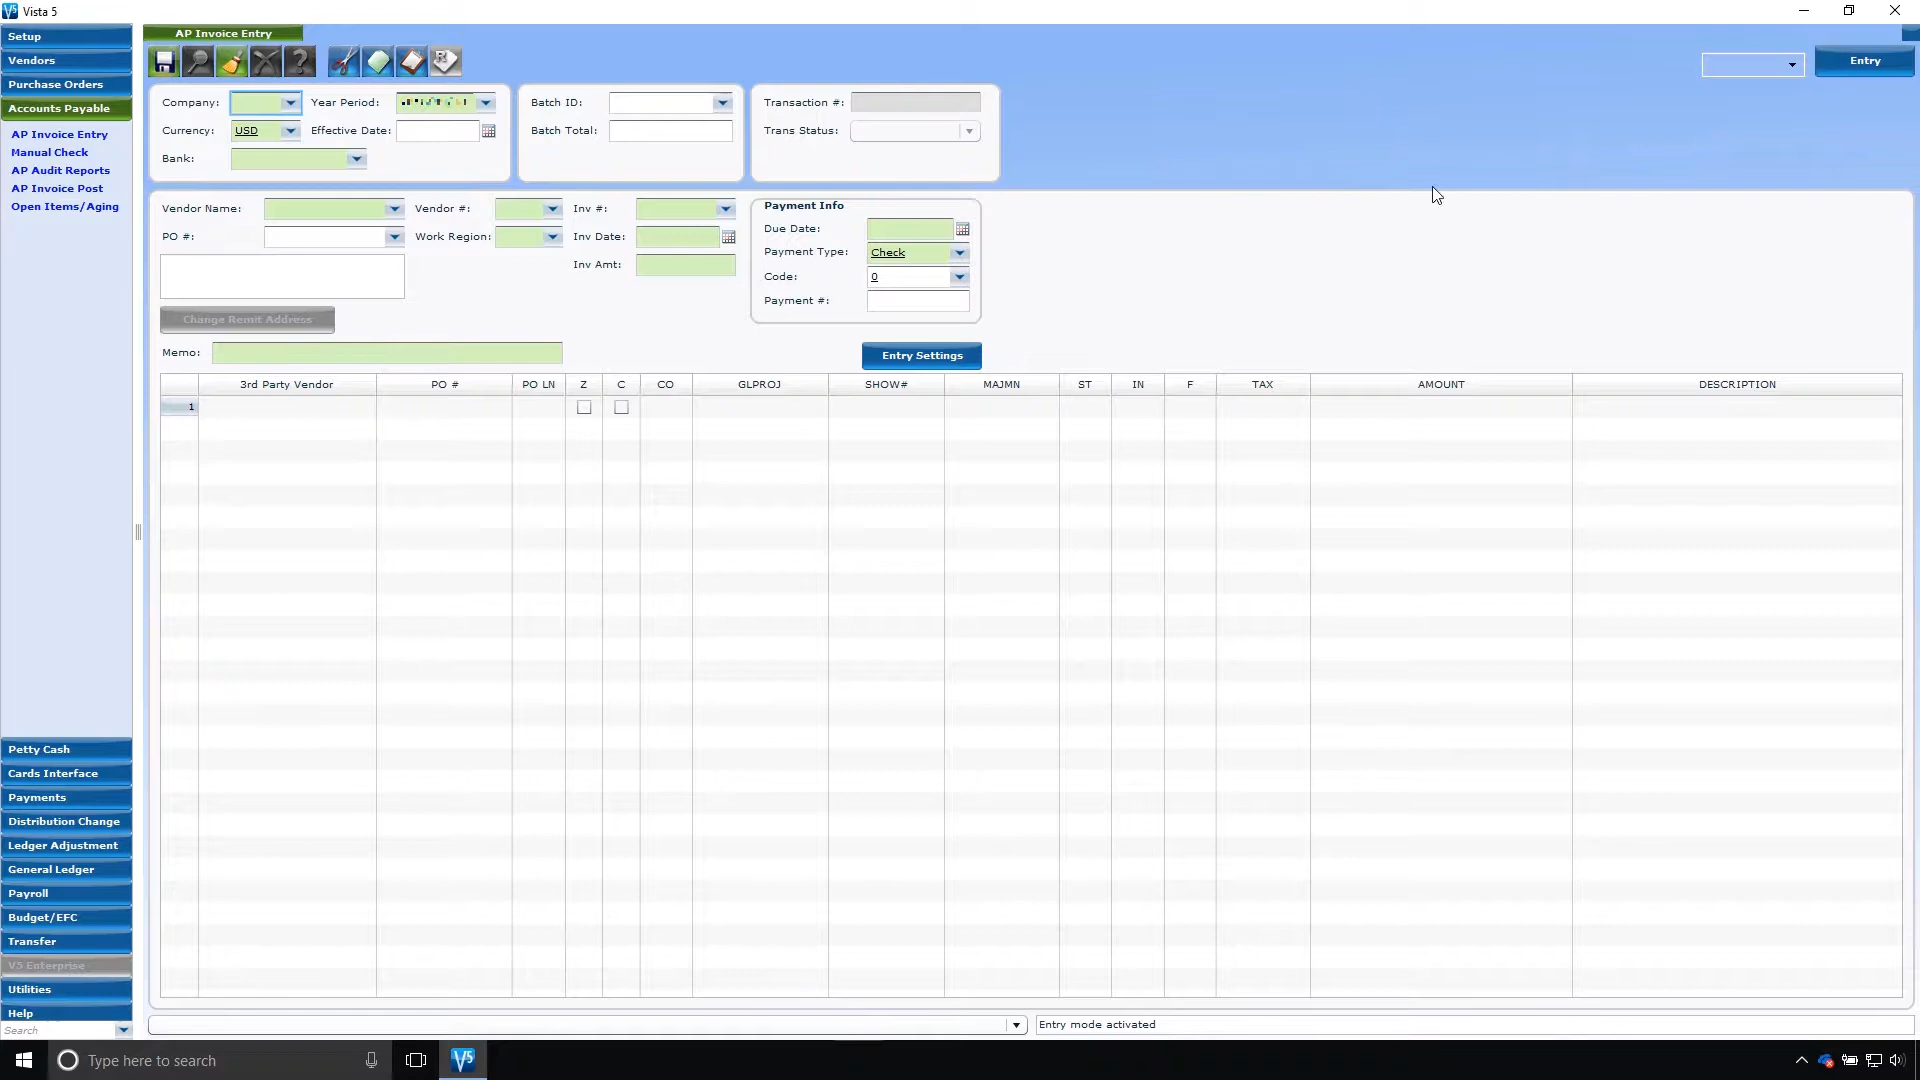 Vista 5
Setup
Vendors
Purchase Orders
Accounts Payable
AP Invoice Entry
Manual Check
AP Audit Reports
AP Invoice Post
Open Items/Aging
Petty Cash
Cards Interface
Payments
Distribution Change
Ledger Adjustment
General Ledger
Payroll
Budget/EFC
Transfer
V5 Enterprise
Utilities
Help
Search
AP Invoice Entry
Entry
Company: Year Period:
Currency: USD Effective Date:
Bank:
Batch ID:
Batch Total:
Transaction #:
Trans Status:
Vendor Name: Vendor #: Inv #:
PO #: Work Region: Inv Date:
Inv Amt:
Change Remit Address
Memo:
Payment Info
Due Date:
Payment Type: Check
Code: 0
Payment #:
Entry Settings
3rd Party Vendor PO # PO LN Z C CO GLPROJ SHOW# MAJMN ST IN F TAX AMOUNT DESCRIPTION
1
Entry mode activated
Type here to search
V5